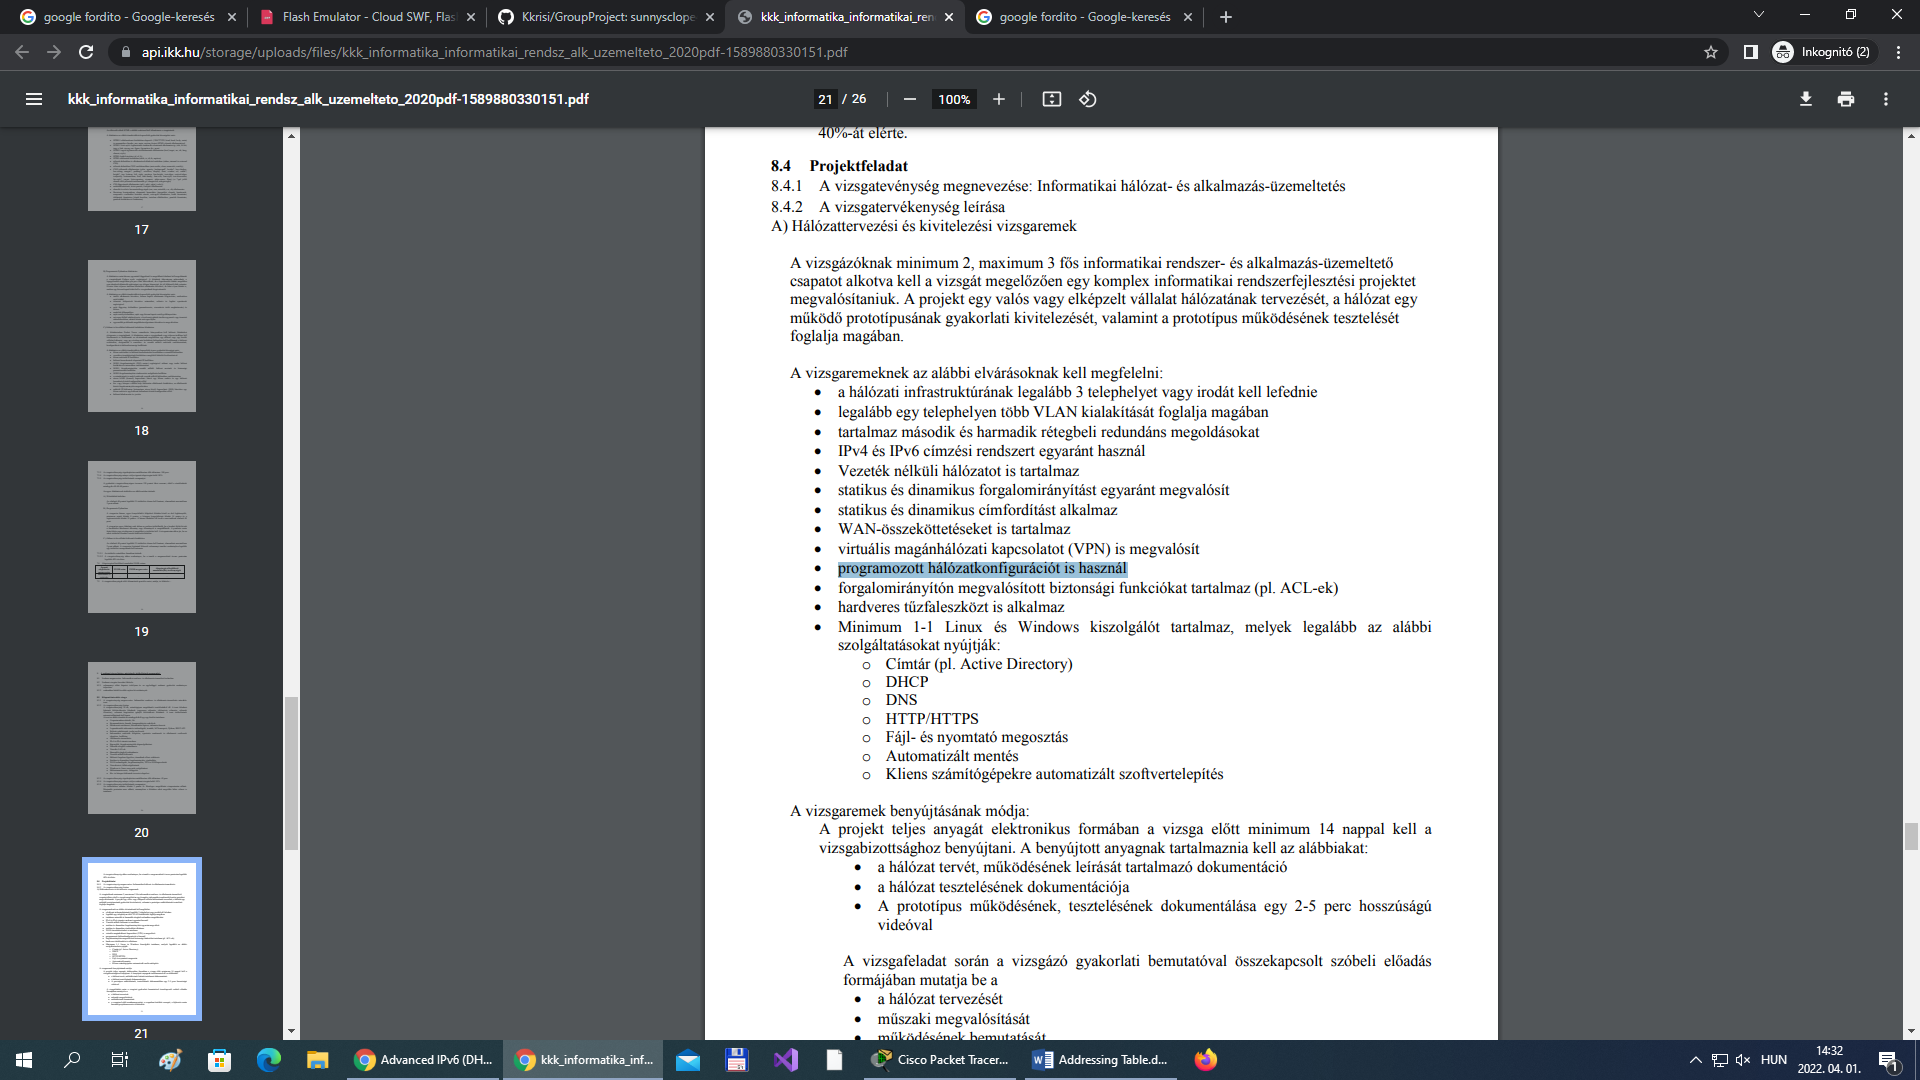 google fordito - Google-keresés
Flash Emulator - Cloud SWF, Flas
Kkrisi/GroupProject: sunnysclope
kkk_informatika_informatikai_ren
google fordito - Google-keresés
api.ikk.hu/storage/uploads/files/kkk_informatika_informatikai_rendsz_alk_uzemelteto_2020pdf-1589880330151.pdf
Inkognitó (2)
kkk_informatika_informatikai_rendsz_alk_uzemelteto_2020pdf-1589880330151.pdf
21 / 26
100%
17
18
19
20
21
40%-át elérte.
8.4 Projektfeladat
8.4.1 A vizsgatevénység megnevezése: Informatikai hálózat- és alkalmazás-üzemeltetés
8.4.2 A vizsgatervékenység leírása
A) Hálózattervezési és kivitelezési vizsgaremek
A vizsgázóknak minimum 2, maximum 3 fős informatikai rendszer- és alkalmazás-üzemeltető
csapatot alkotva kell a vizsgát megelőzően egy komplex informatikai rendszerfejlesztési projektet
megvalósítaniuk. A projekt egy valós vagy elképzelt vállalat hálózatának tervezését, a hálózat egy
működő prototípusának gyakorlati kivitelezését, valamint a prototípus működésének tesztelését
foglalja magában.
A vizsgaremeknek az alábbi elvárásoknak kell megfelelni:
• a hálózati infrastruktúrának legalább 3 telephelyet vagy irodát kell lefednie
• legalább egy telephelyen több VLAN kialakítását foglalja magában
• tartalmaz második és harmadik rétegbeli redundáns megoldásokat
• IPv4 és IPv6 címzési rendszert egyaránt használ
• Vezeték nélküli hálózatot is tartalmaz
• statikus és dinamikus forgalomirányítást egyaránt megvalósít
• statikus és dinamikus címfordítást alkalmaz
• WAN-összeköttetéseket is tartalmaz
• virtuális magánhálózati kapcsolatot (VPN) is megvalósít
• programozott hálózatkonfigurációt is használ
• forgalomirányítón megvalósított biztonsági funkciókat tartalmaz (pl. ACL-ek)
• hardveres tűzfaleszközt is alkalmaz
• Minimum 1-1 Linux és Windows kiszolgálót tartalmaz, melyek legalább az alábbi
szolgáltatásokat nyújtják:
o Címtár (pl. Active Directory)
o DHCP
o DNS
o HTTP/HTTPS
o Fájl- és nyomtató megosztás
o Automatizált mentés
o Kliens számítógépekre automatizált szoftvertelepítés
A vizsgaremek benyújtásának módja:
A projekt teljes anyagát elektronikus formában a vizsga előtt minimum 14 nappal kell a
vizsgabizottsághoz benyújtani. A benyújtott anyagnak tartalmaznia kell az alábbiakat:
• a hálózat tervét, működésének leírását tartalmazó dokumentáció
• a hálózat tesztelésének dokumentációja
• A prototípus működésének, tesztelésének dokumentálása egy 2-5 perc hosszúságú
videóval
A vizsgafeladat során a vizsgázó gyakorlati bemutatóval összekapcsolt szóbeli előadás
formájában mutatja be a
• a hálózat tervezését
• műszaki megvalósítását
• működésének bemutatását
Advanced IPv6 (DH...
kkk_informatika_inf...
Cisco Packet Tracer...
Addressing Table.d...
HUN
14:32
2022. 04. 01.
1